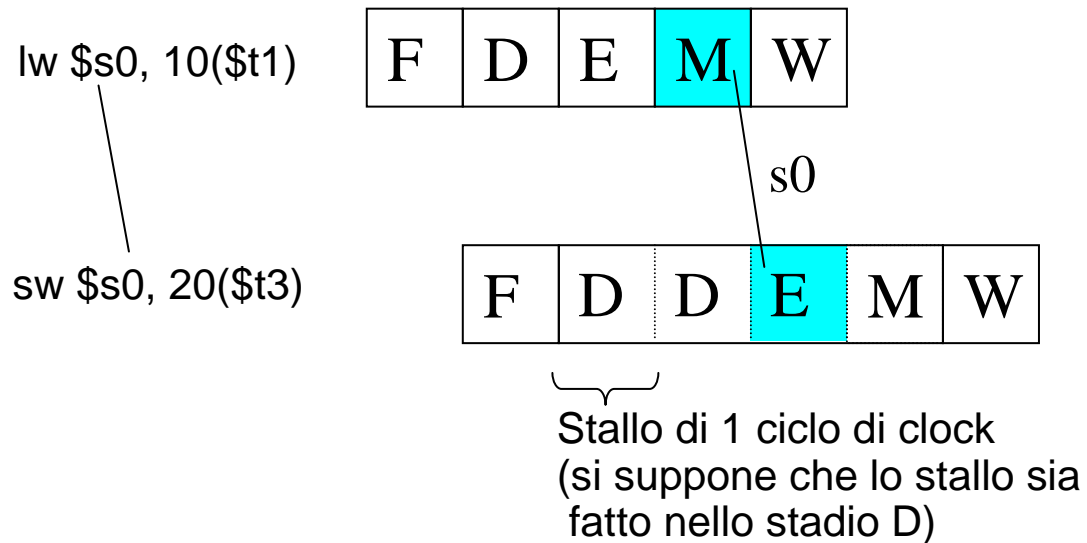 lw $s0, 10($t1)
F D E M W
s0
sw $s0, 20($t3)
F D D E M W
Stallo di 1 ciclo di clock
(si suppone che lo stallo sia
fatto nello stadio D)